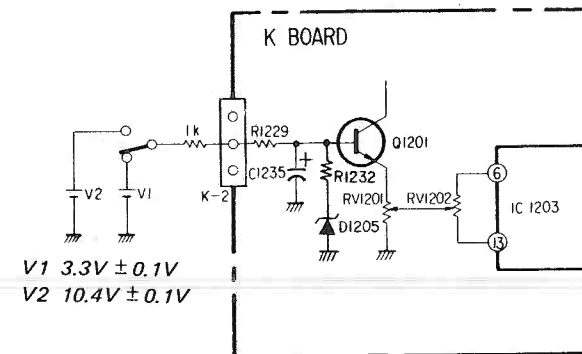 K BOARD
1k
R1229
Q1201
C1235
+
R1232
V2
V1
K-2
RV1201
RV1202
6
IC 1203
D1205
13
V1 3.3V ± 0.1V
V2 10.4V ± 0.1V